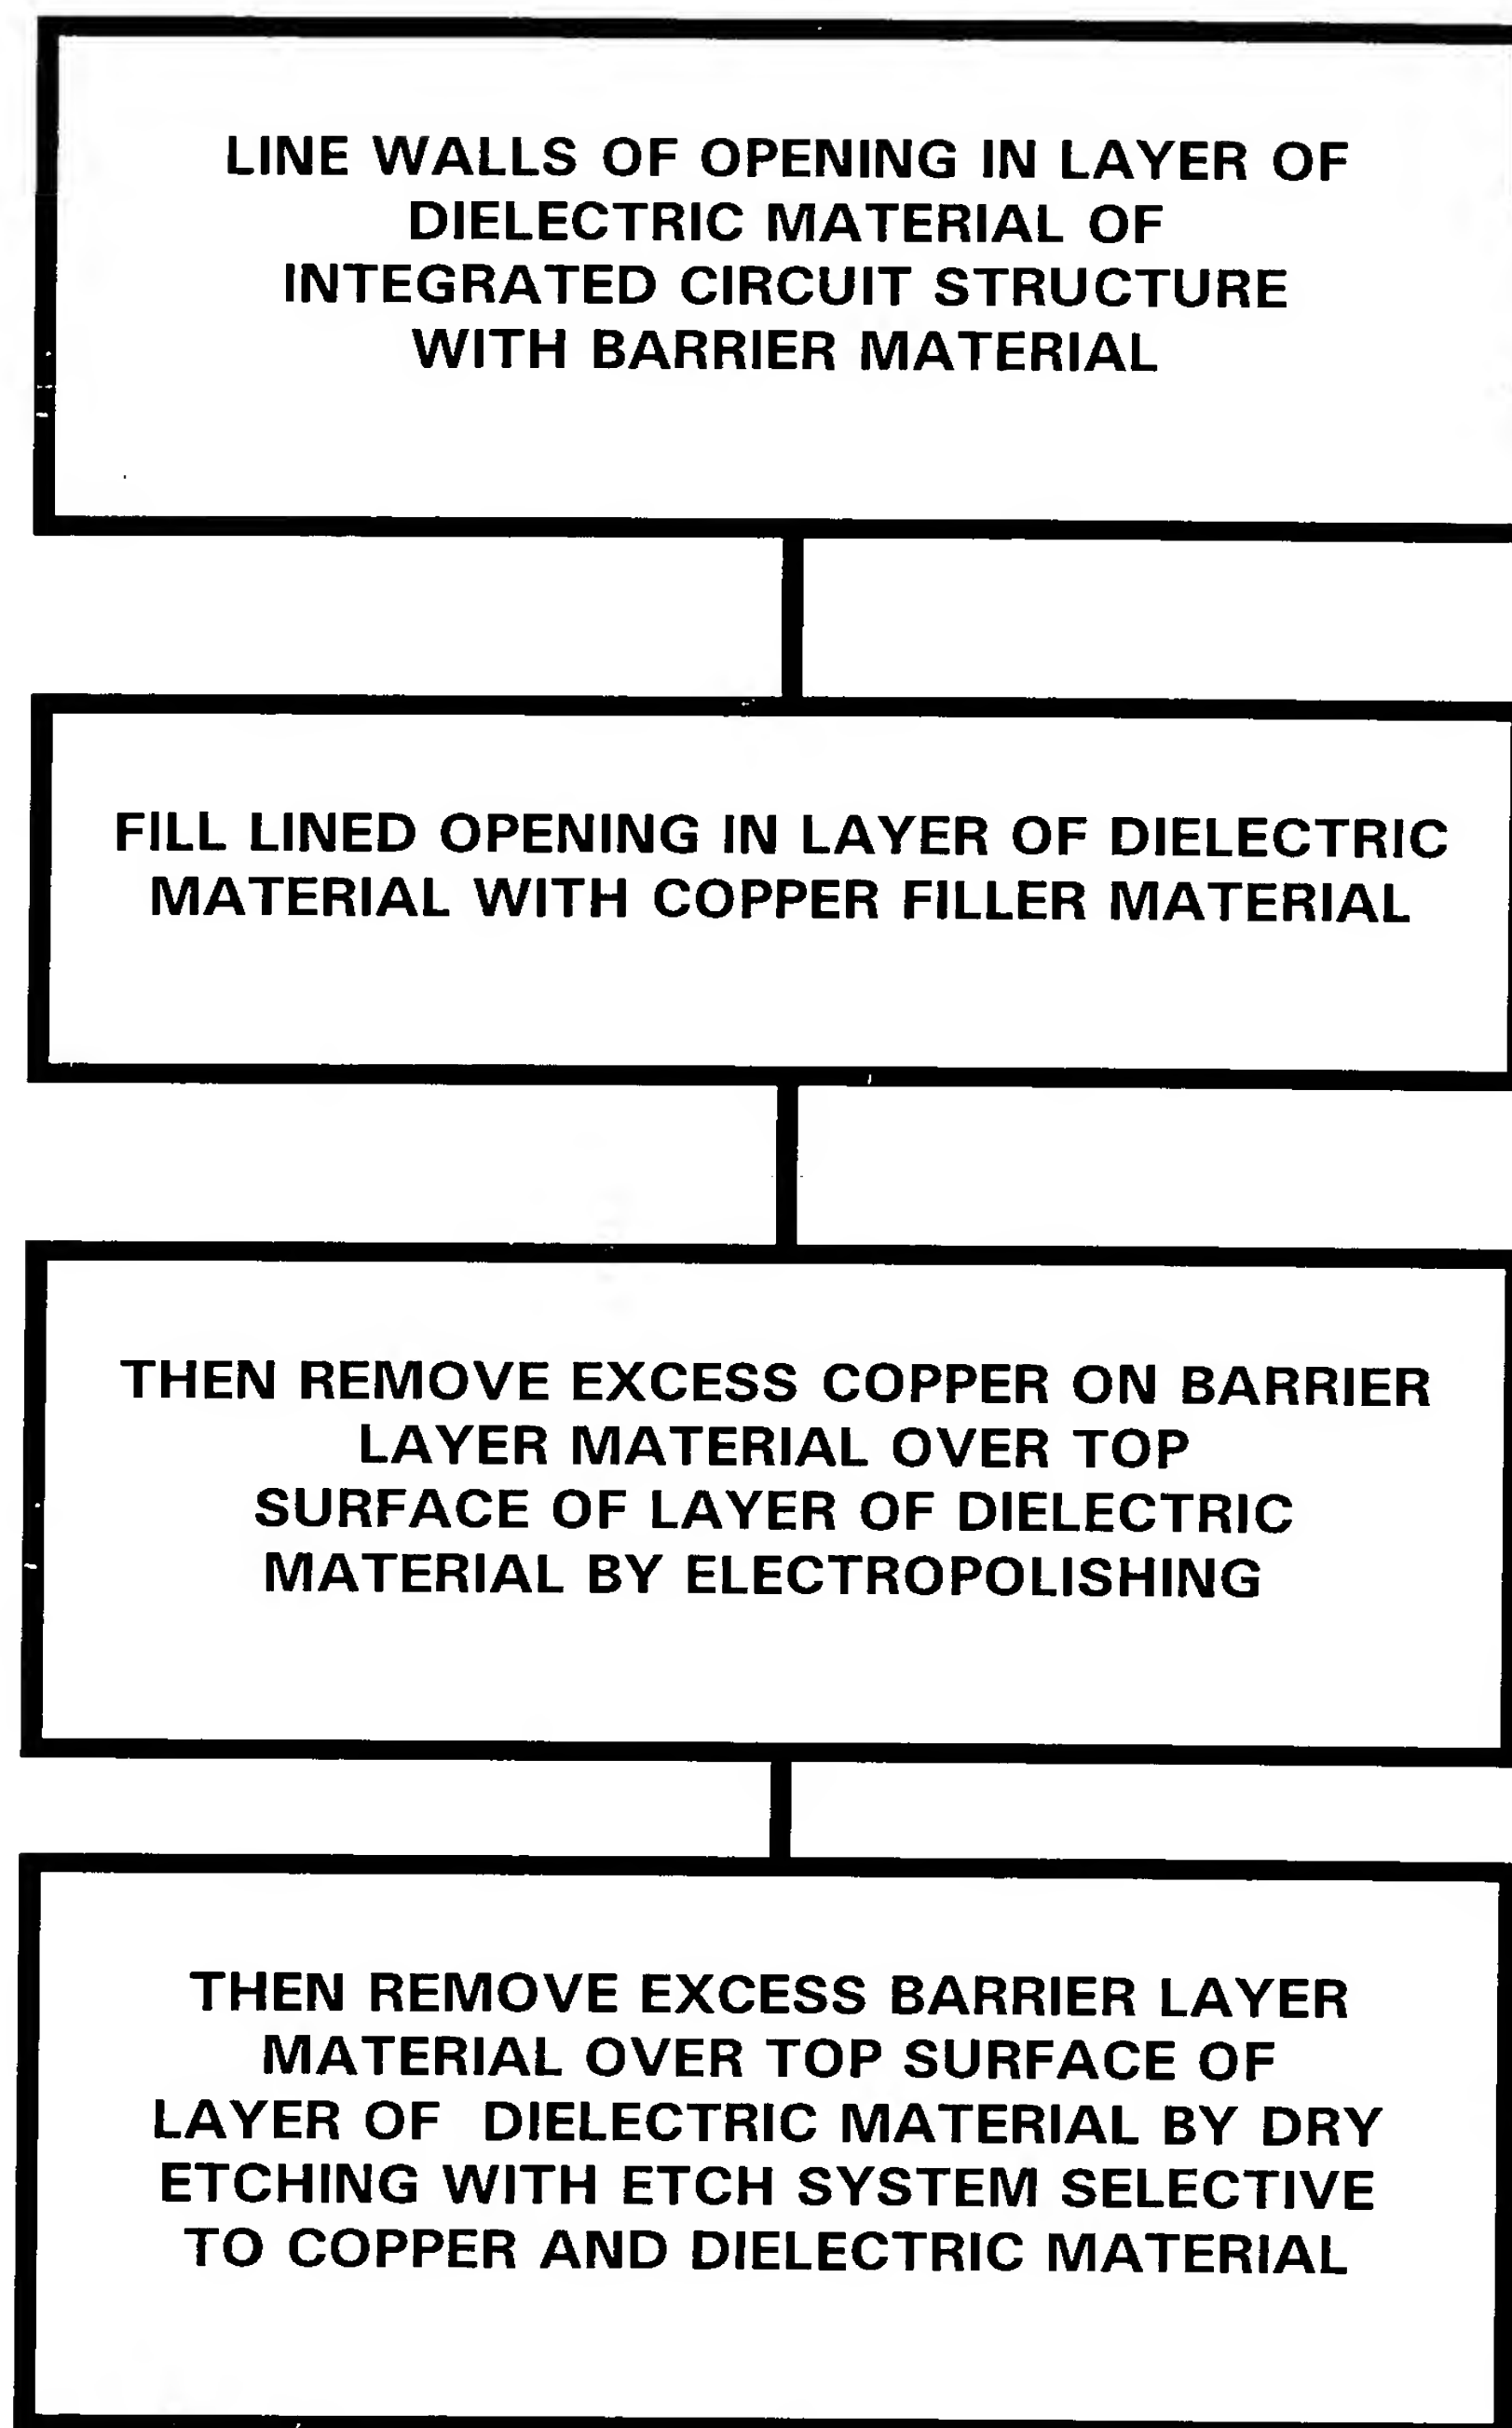 LINE WALLS OF OPENING IN LAYER OF
DIELECTRIC MATERIAL OF
INTEGRATED CIRCUIT STRUCTURE
WITH BARRIER MATERIAL
FILL LINED OPENING IN LAYER OF DIELECTRIC
MATERIAL WITH COPPER FILLER MATERIAL
THEN REMOVE EXCESS COPPER ON BARRIER
LAYER MATERIAL OVER TOP
SURFACE OF LAYER OF DIELECTRIC
MATERIAL BY ELECTROPOLISHING
THEN REMOVE EXCESS BARRIER LAYER
MATERIAL OVER TOP SURFACE OF
LAYER OF DIELECTRIC MATERIAL BY DRY
ETCHING WITH ETCH SYSTEM SELECTIVE
TO COPPER AND DIELECTRIC MATERIAL